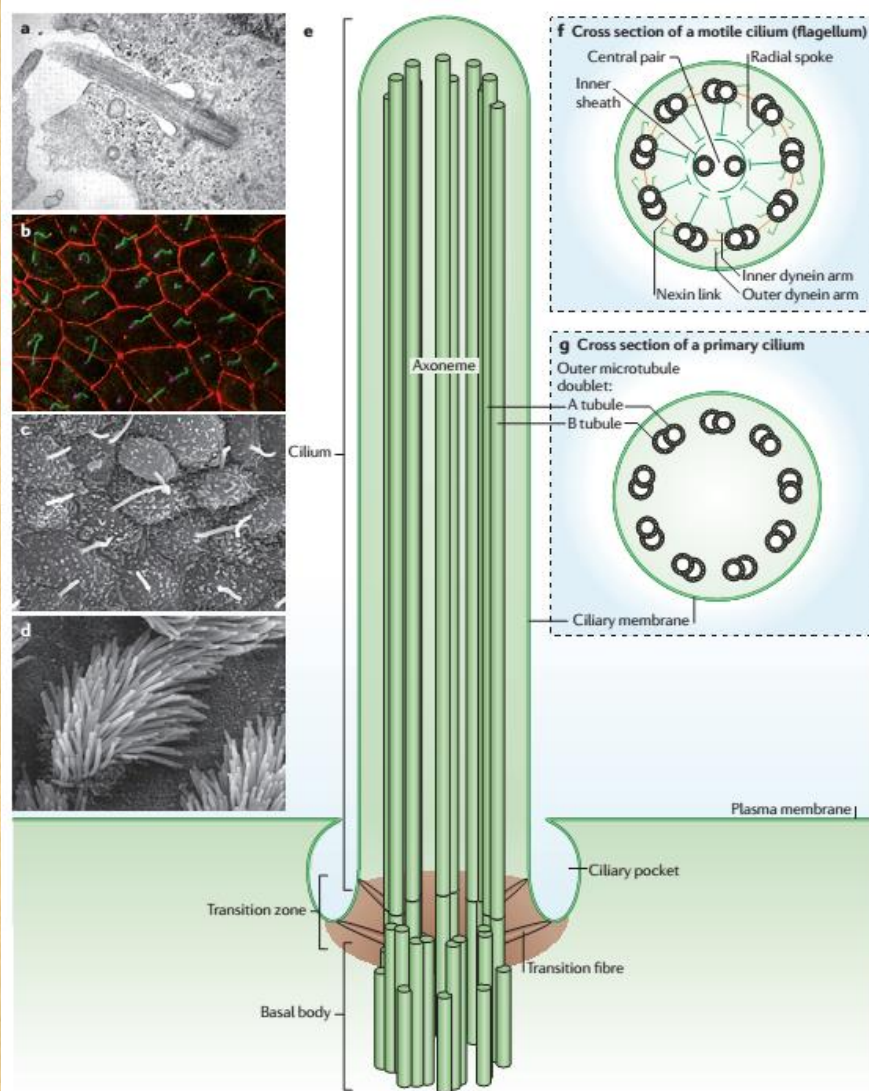 a
b
c
d
e
Cilium
Axoneme
Transition zone
Basal body
Ciliary membrane
Plasma membrane
Ciliary pocket
Transition fibre
f Cross section of a motile cilium (flagellum)
Central pair
Radial spoke
Inner
sheath
Inner dynein arm
Outer dynein arm
Nexin link
g Cross section of a primary cilium
Outer microtubule
doublet:
A tubule
B tubule